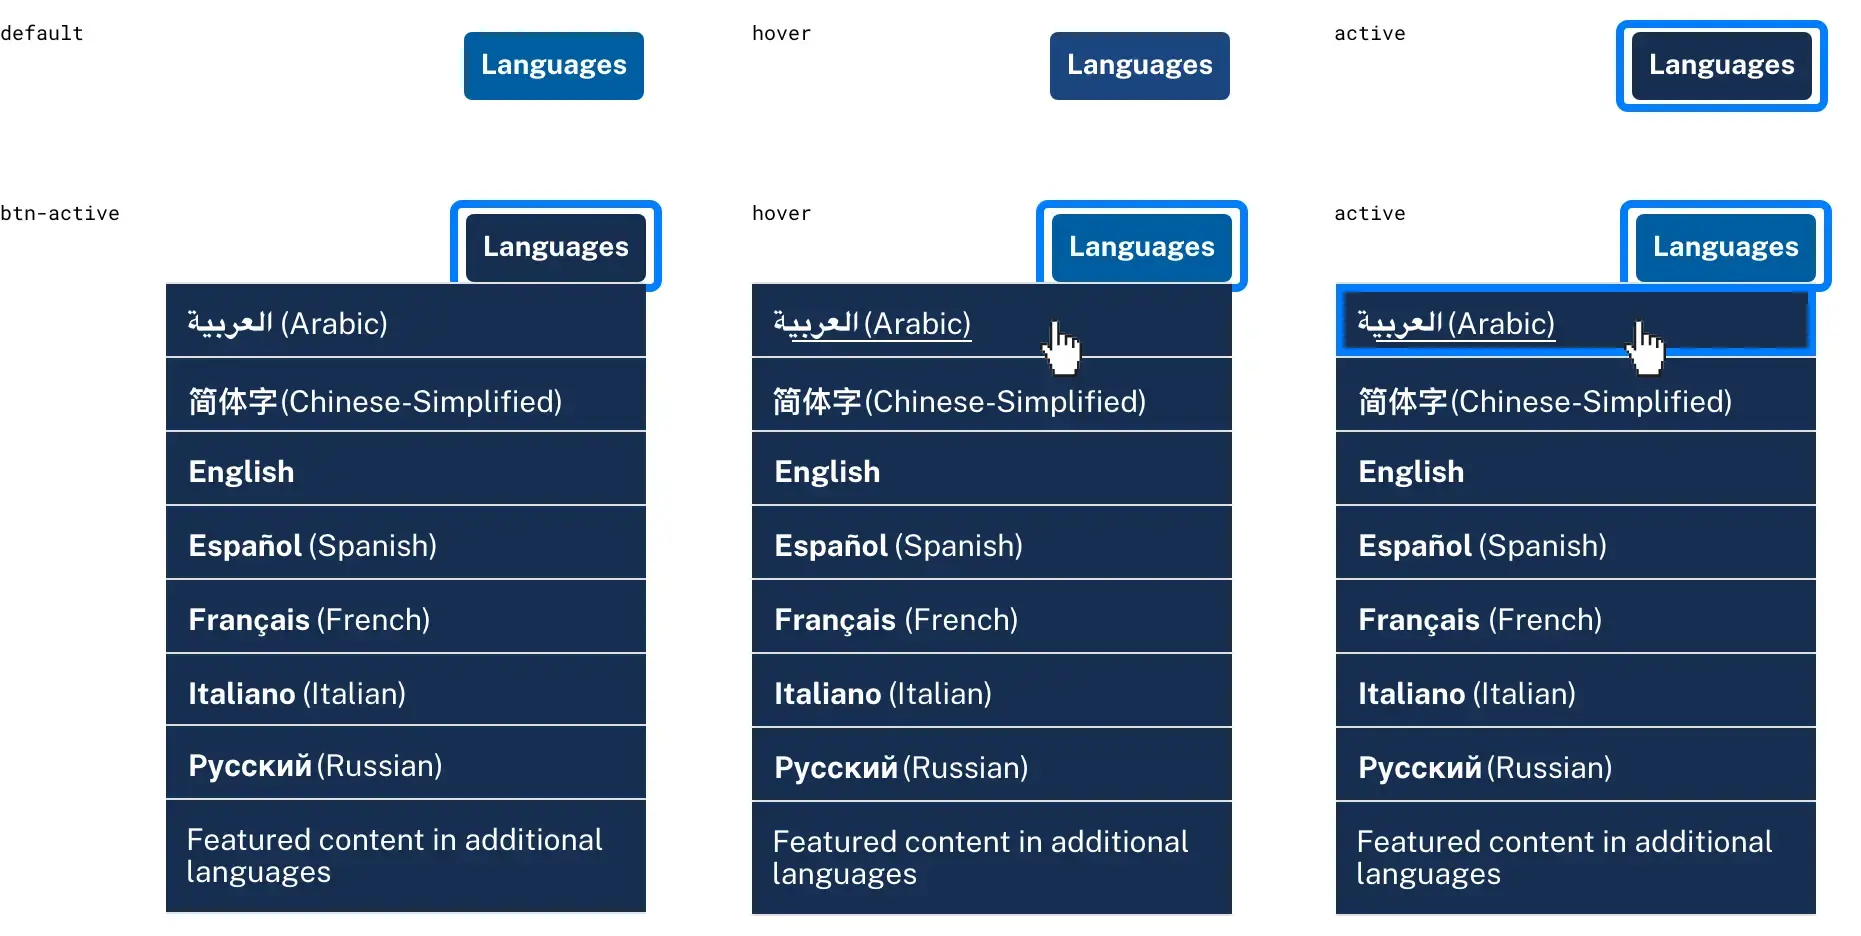 default
Languages
hover
Languages
active
Languages
btn-active
Languages
العربية (Arabic)
简体字(Chinese-Simplified)
English
Español (Spanish)
Français (French)
Italiano (Italian)
Русский (Russian)
Featured content in additional
languages
hover
Languages
العربية (Arabic)
简体字(Chinese-Simplified)
English
Español (Spanish)
Français (French)
Italiano (Italian)
Русский (Russian)
Featured content in additional
languages
active
Languages
العربية (Arabic)
简体字(Chinese-Simplified)
English
Español (Spanish)
Français (French)
Italiano (Italian)
Русский (Russian)
Featured content in additional
languages